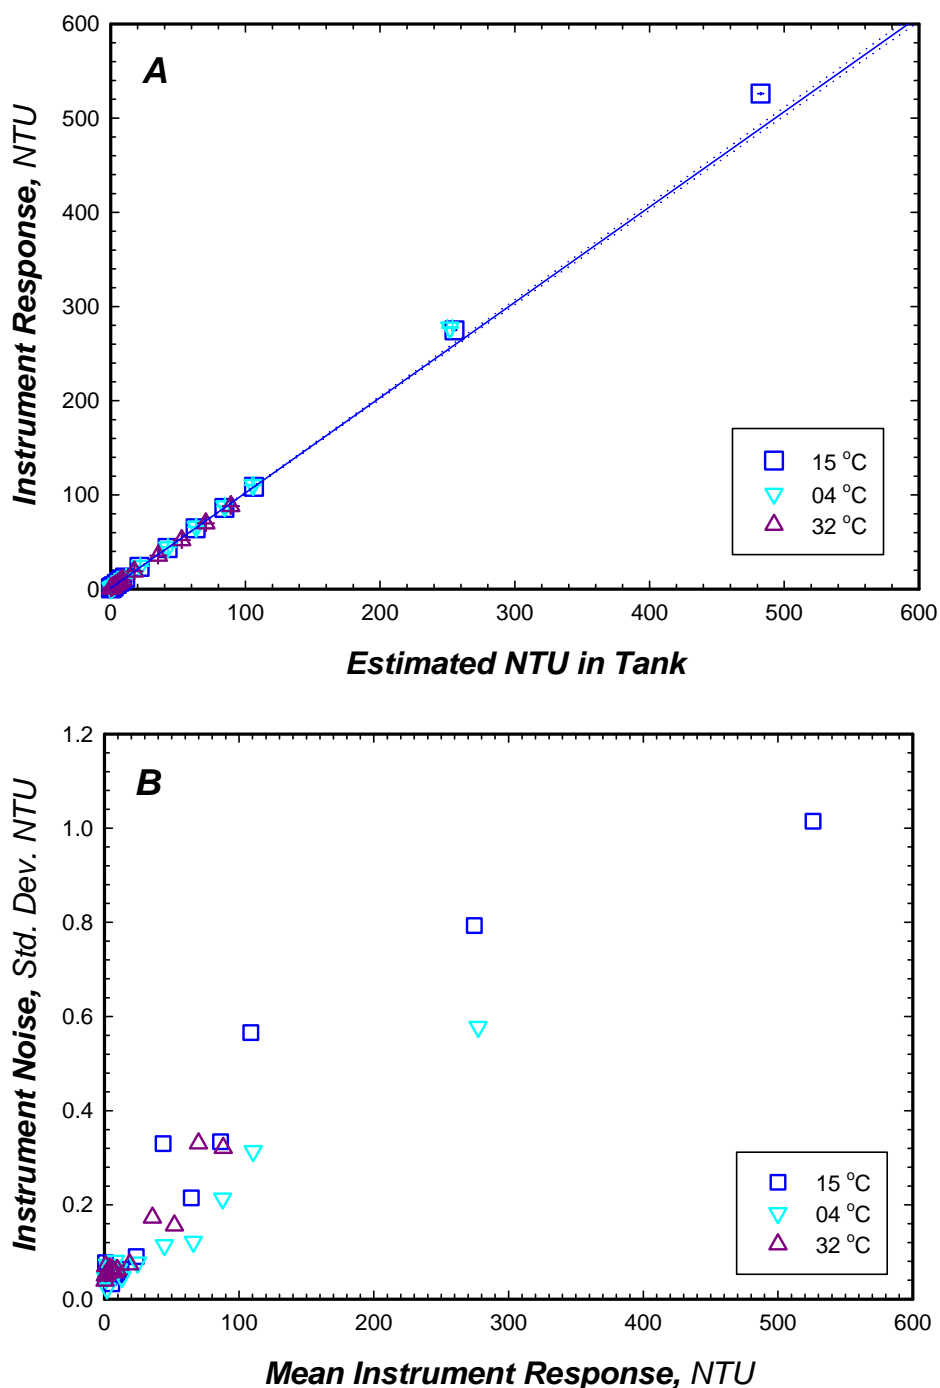 600
A
500
Instrument Response, NTU
400
300
200
15 °C
04 °C
100
32 °C
0
0 100 200 300 400 500 600
Estimated NTU in Tank
1.2
B
1.0
Instrument Noise, Std. Dev. NTU
0.8
0.6
0.4
0.2
15 °C
04 °C
32 °C
0.0
0 100 200 300 400 500 600
Mean Instrument Response, NTU